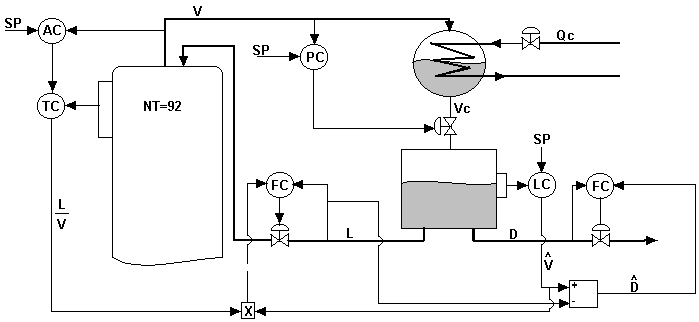 V
SP
AC
Qc
SP
PC
TC
NT=92
Vc
SP
FC
LC
FC
L
V
L
D
^
V
^
D
+
-
X